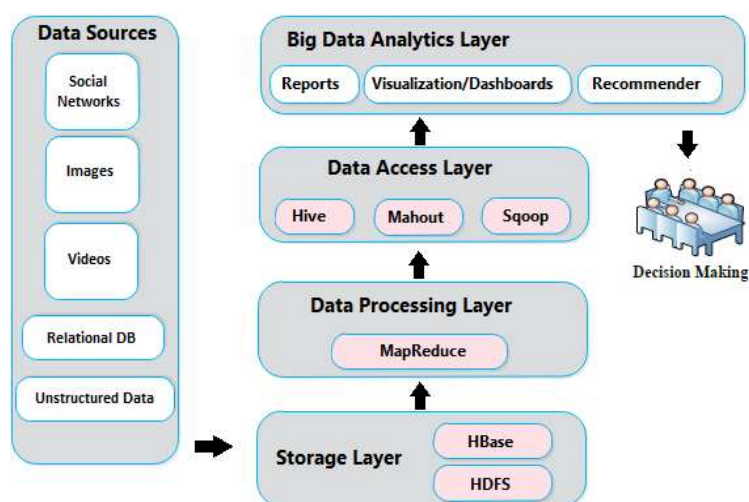 Data Sources
Social
Networks
Images
Videos
Relational DB
Unstructured Data
Big Data Analytics Layer
Reports
Visualization/Dashboards
Recommender
Data Access Layer
Hive
Mahout
Sqoop
Decision Making
Data Processing Layer
MapReduce
Storage Layer
HBase
HDFS